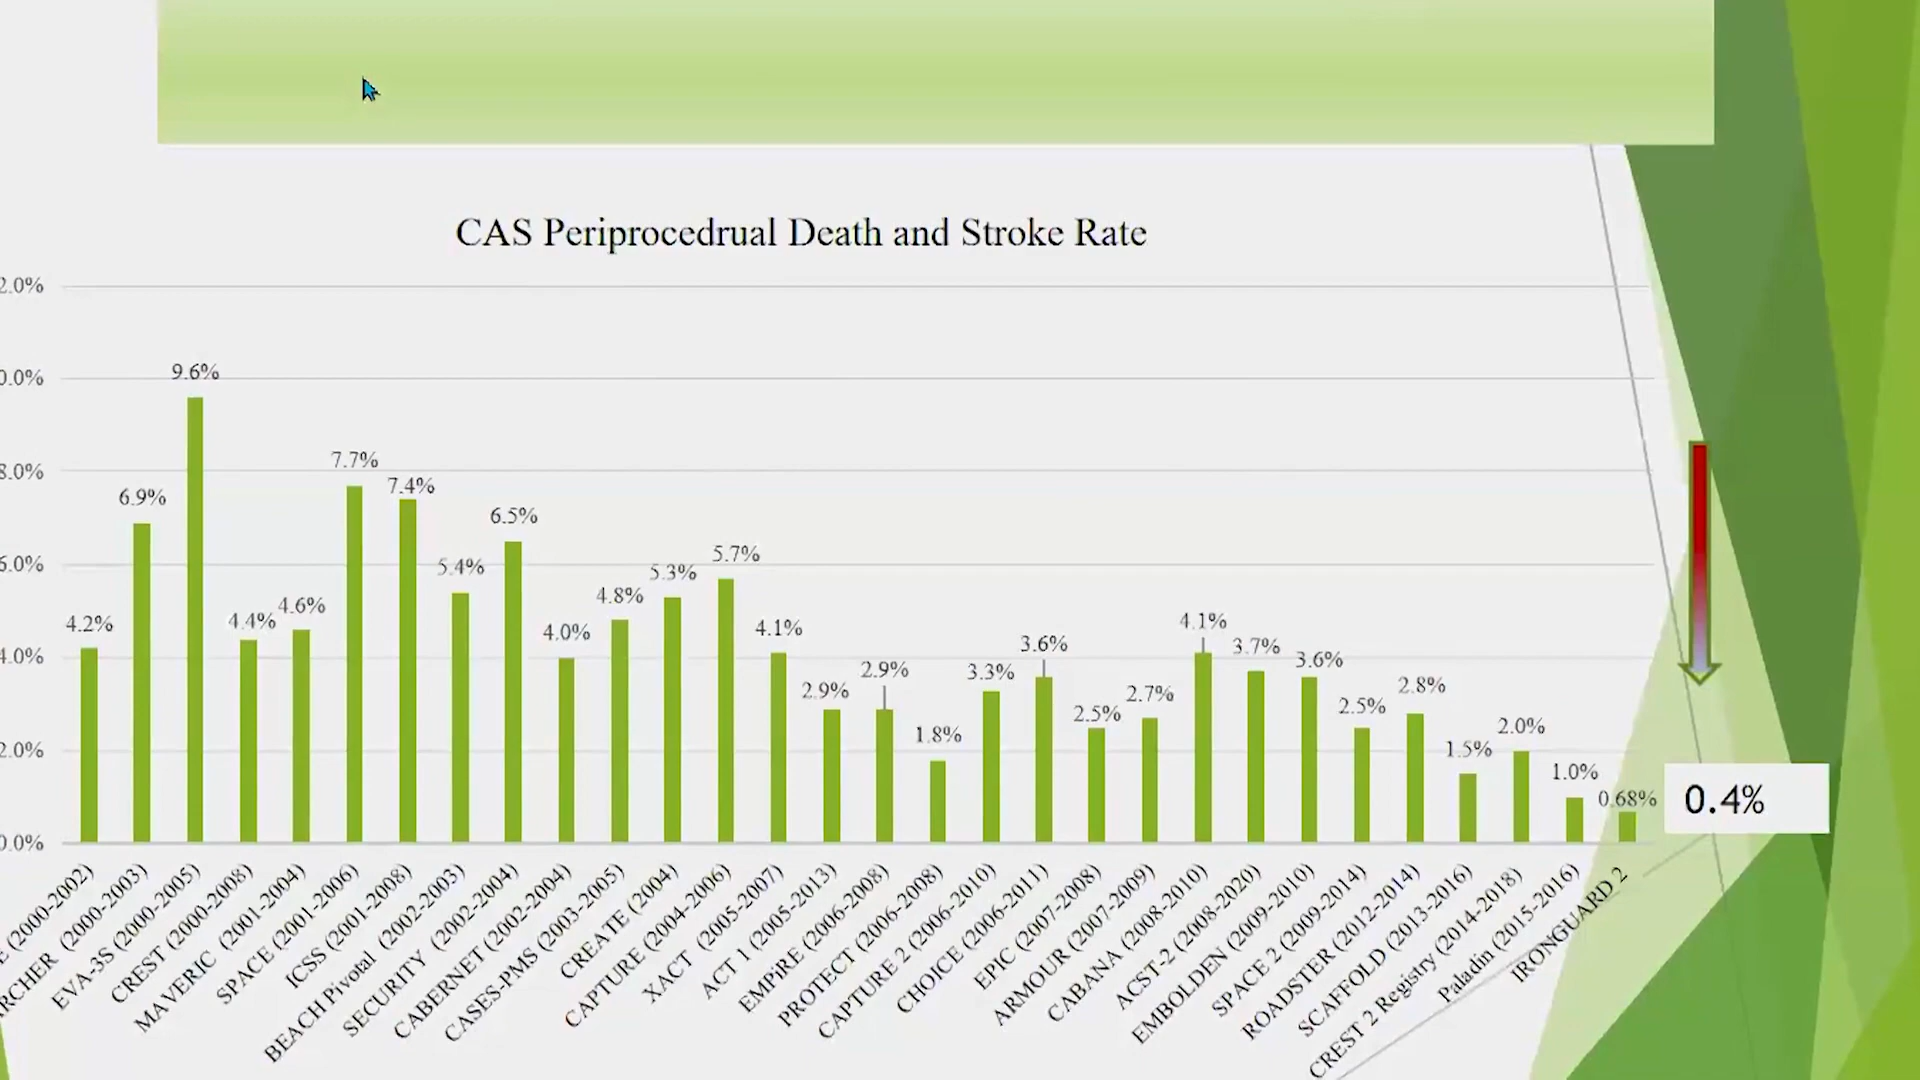 CAS Periprocedrual Death and Stroke Rate
2.0%
0.0%
8.0%
6.0%
4.0%
2.0%
0.0%
4.2%
6.9%
9.6%
4.4%
4.6%
7.7%
7.4%
5.4%
6.5%
4.0%
4.8%
5.3%
5.7%
4.1%
2.9%
2.9%
1.8%
3.3%
3.6%
2.5%
2.7%
4.1%
3.7%
3.6%
2.5%
2.8%
1.5%
2.0%
1.0%
0.68%
0.4%
E (2000-2002)
RCHER (2000-2003)
EVA-3S (2000-2005)
CREST (2000-2008)
MAVERIC (2001-2004)
SPACE (2001-2006)
ICSS (2001-2008)
BEACH Pivotal (2002-2003)
SECURITY (2002-2004)
CABERNET (2002-2004)
CASES-PMS (2003-2005)
CREATE (2004)
CAPTURE (2004-2006)
XACT (2005-2007)
ACT 1 (2005-2013)
EMPiRE (2006-2008)
PROTECT (2006-2008)
CAPTURE 2 (2006-2010)
CHOICE (2006-2011)
EPIC (2007-2008)
ARMOUR (2007-2009)
CABANA (2008-2010)
ACST-2 (2008-2020)
EMBOLDEN (2009-2010)
SPACE 2 (2009-2014)
ROADSTER (2012-2014)
SCAFFOLD (2013-2016)
CREST 2 Registry (2014-2018)
Paladin (2015-2016)
IRONGUARD 2